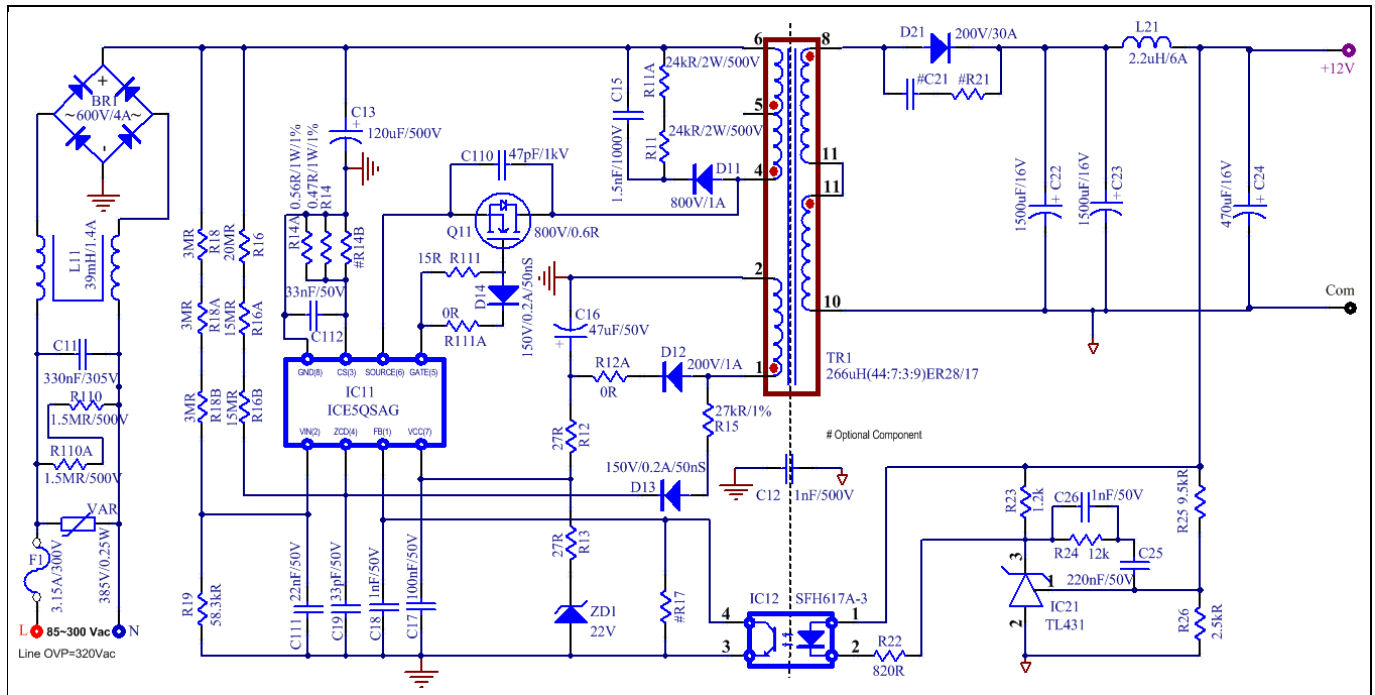 BR1
~600V/4A~
+
-
L11
39mH/1.4A
C11
330nF/305V
R110
1.5MR/500V
R110A
1.5MR/500V
VAR
385V/0.25W
F1
3.15A/300V
L
85~300 Vac
N
Line OVP=320Vac
3MR
R18
3MR
R18A
3MR
R18B
R19
58.3kR
20MR
R16
15MR
R16A
15MR
R16B
C13
+
120uF/500V
R14A
0.56R/1W/1%
0.47R/1W/1%
R14
#R14B
33nF/50V
C112
GND(8)
CS(3)
SOURCE(6)
GATE(5)
IC11
ICE5QSAG
VIN(2)
ZCD(4)
FB(1)
VCC(7)
C111
22nF/50V
C19
33pF/50V
C18
1nF/50V
C17
100nF/50V
C110
47pF/1kV
Q11
800V/0.6R
15R
R111
D14
150V/0.2A/50nS
0R
R111A
C15
1.5nF/1000V
24kR/2W/500V
R11A
24kR/2W/500V
R11
D11
800V/1A
C16
47uF/50V
+
R12A
0R
D12
200V/1A
27kR/1%
R15
27R
R12
150V/0.2A/50nS
D13
27R
R13
ZD1
22V
#R17
6
5
4
2
1
8
11
11
10
TR1
266uH(44:7:3:9)ER28/17
# Optional Component
C12
1nF/500V
D21
200V/30A
#C21
#R21
L21
2.2uH/6A
+12V
1500uF/16V
+
C22
1500uF/16V
+
C23
470uF/16V
+
C24
Com
IC12
SFH617A-3
4
3
1
2
R22
820R
R23
1.2k
C26
1nF/50V
R24
12k
C25
220nF/50V
R25
9.5kR
R26
2.5kR
3
1
2
IC21
TL431